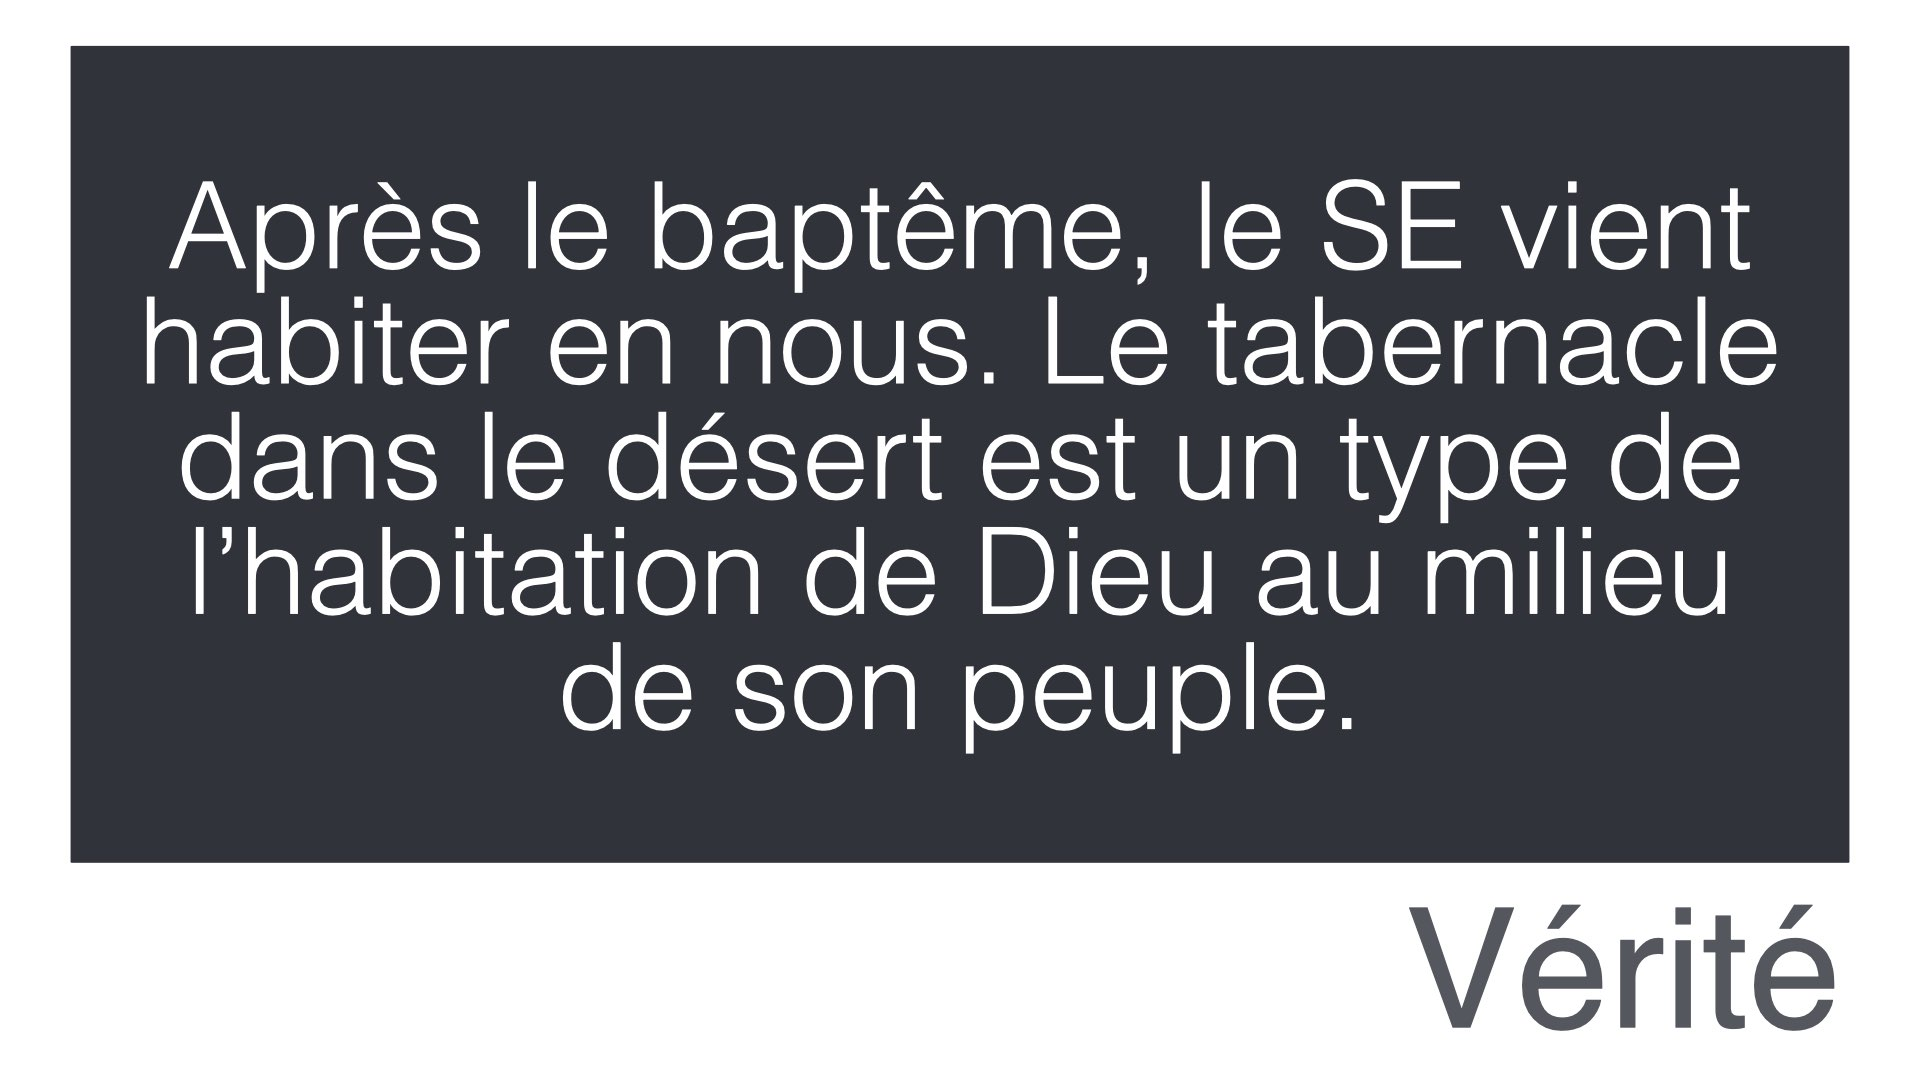 Après le baptême, le SE vient
habiter en nous. Le tabernacle
dans le désert est un type de
l’habitation de Dieu au milieu
de son peuple.
Vérité